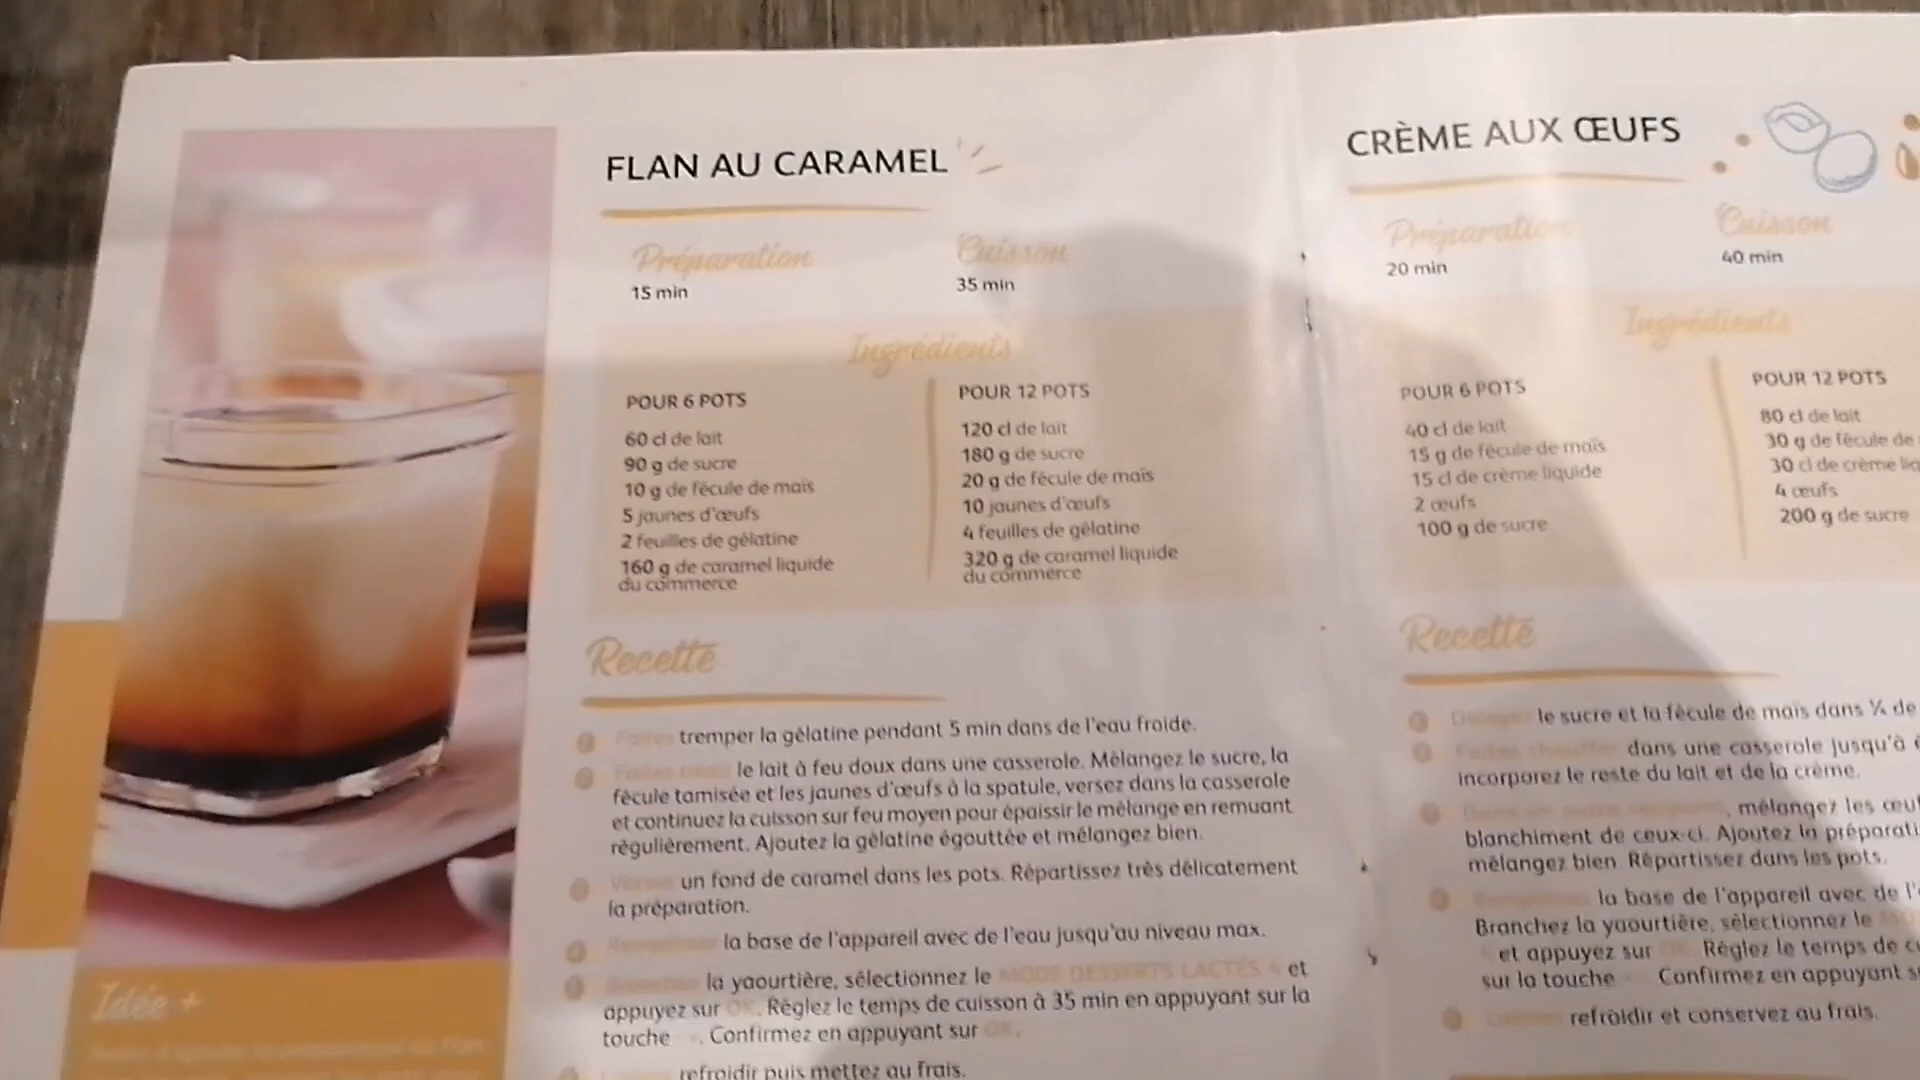 FLAN AU CARAMEL
Préparation
15 min
Cuisson
35 min
Ingrédients
POUR 6 POTS
60 cl de lait
90 g de sucre
10 g de fécule de maïs
5 jaunes d'œufs
2 feuilles de gélatine
160 g de caramel liquide
du commerce
POUR 12 POTS
120 cl de lait
180 g de sucre
20 g de fécule de maïs
10 jaunes d'œufs
4 feuilles de gélatine
320 g de caramel liquide
du commerce
Recette
Faites tremper la gélatine pendant 5 min dans de l'eau froide.
Faites tiédir le lait à feu doux dans une casserole. Mélangez le sucre, la
fécule tamisée et les jaunes d'œufs à la spatule, versez dans la casserole
et continuez la cuisson sur feu moyen pour épaissir le mélange en remuant
régulièrement. Ajoutez la gélatine égouttée et mélangez bien.
Versez un fond de caramel dans les pots. Répartissez très délicatement
la préparation.
Remplissez la base de l'appareil avec de l'eau jusqu'au niveau max.
Branchez la yaourtière, sélectionnez le MODE DESSERTS LACTÉS 4 et
appuyez sur OK. Réglez le temps de cuisson à 35 min en appuyant sur la
touche . Confirmez en appuyant sur OK.
refroidir puis mettez au frais.
Idée +
CRÈME AUX ŒUFS
Préparation
20 min
Cuisson
40 min
Ingrédients
POUR 6 POTS
40 cl de lait
15 g de fécule de maïs
15 cl de crème liquide
2 œufs
100 g de sucre
POUR 12 POTS
80 cl de lait
30 g de fécule de
30 cl de crème
4 œufs
200 g de sucre
Recette
Délayez le sucre et la fécule de maïs dans ¼ de
Faites chauffer dans une casserole jusqu'à
incorporez le reste du lait et de la crème.
, mélangez les
blanchiment de ceux-ci. Ajoutez la
mélangez bien. Répartissez dans les pots.
la base de l'appareil avec de
Branchez la yaourtière, sélectionnez le
et appuyez sur OK. Réglez le temps de
sur la touche . Confirmez en appuyant
Laissez refroidir et conservez au frais.